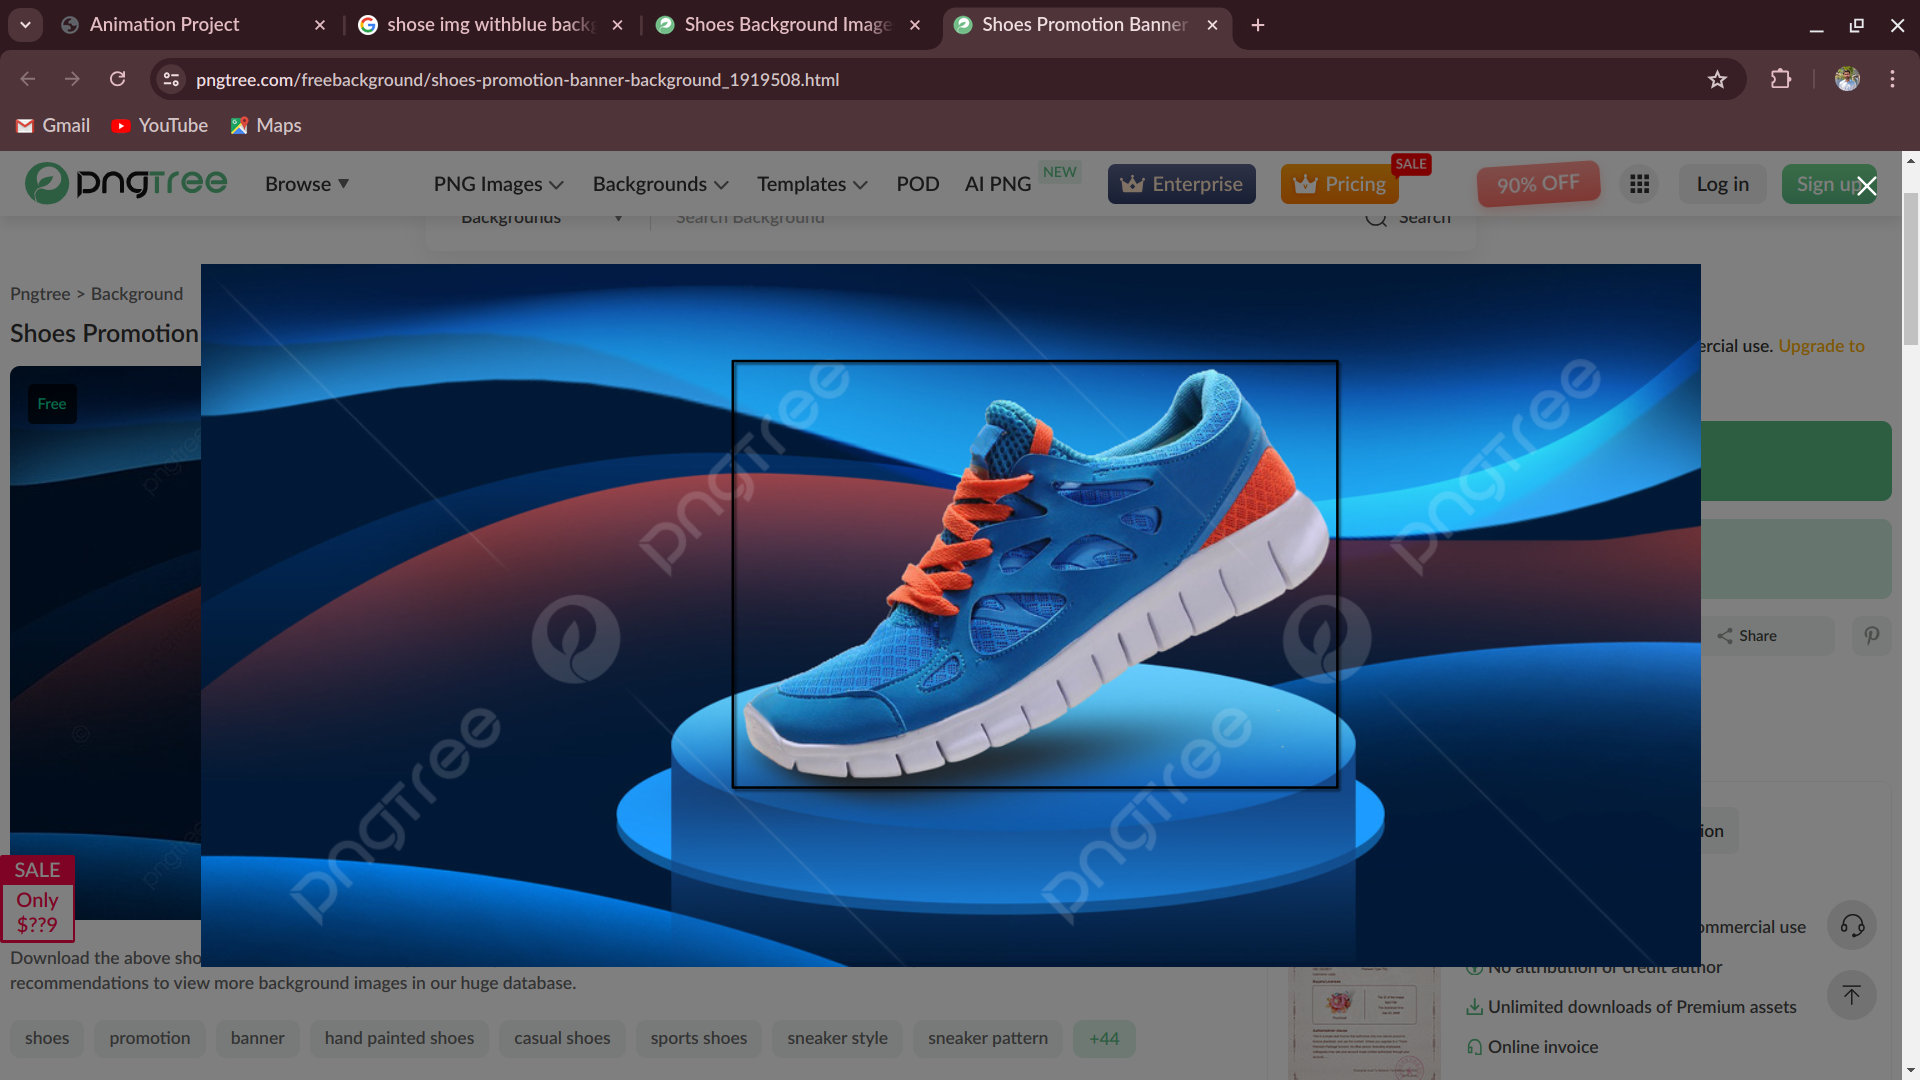 Animation Project
shose img withblue backg
Shoes Background Image
Shoes Promotion Banner
pngtree.com/freebackground/shoes-promotion-banner-background_1919508.html
Gmail
YouTube
Maps
pngtree
Browse
PNG Images
Backgrounds
Templates
POD
AI PNG
NEW
Enterprise
Pricing
SALE
90% OFF
Log in
Sign up
Backgrounds
Search Background
Search
Pngtree > Background
Shoes Promotion
ercial use. Upgrade to
Free
pngtree
pngtree
pngtree
pngtree
pngtree
Share
ion
SALE
Only
$??9
Download the above sho
recommendations to view more background images in our huge database.
ommercial use
No attribution or credit author
Unlimited downloads of Premium assets
Online invoice
shoes
promotion
banner
hand painted shoes
casual shoes
sports shoes
sneaker style
sneaker pattern
+44